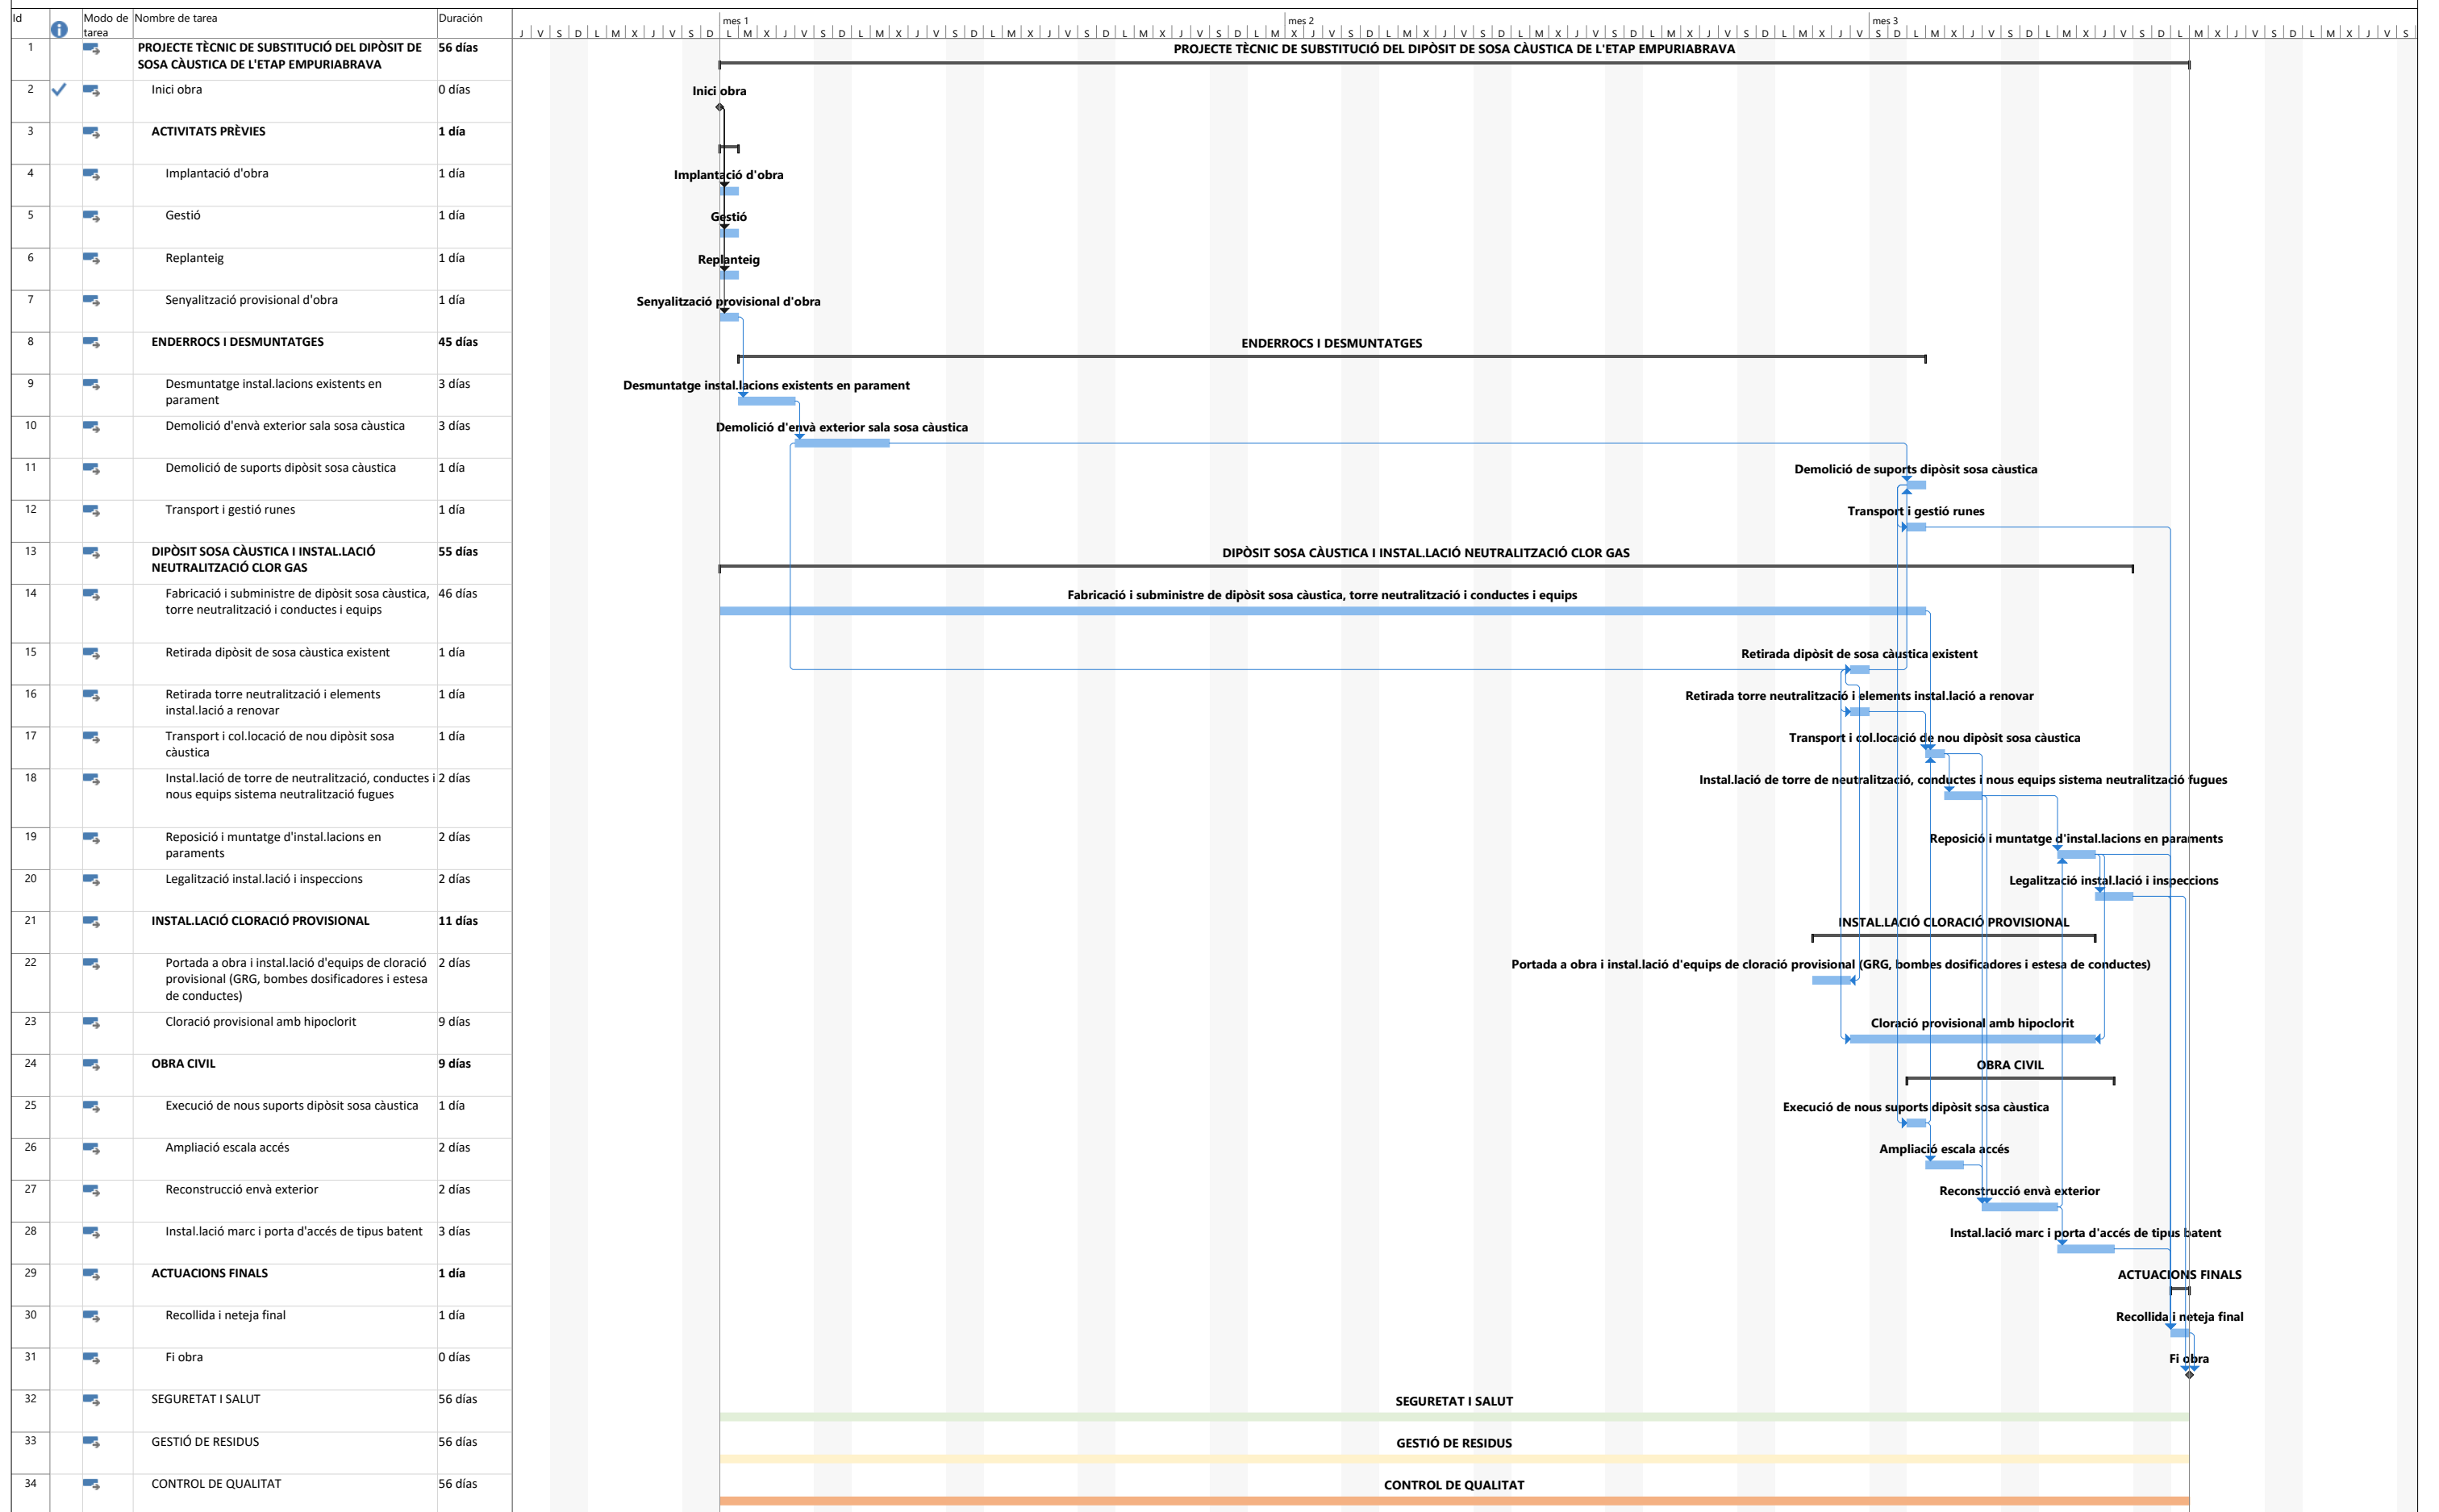 Id
Modo de tarea
Nombre de tarea
Duración
mes 1
mes 2
mes 3
J V S D L M X J V S D L M X J V S D L M X J V S D L M X J V S D L M X J V S D L M X J V S D L M X J V S D L M X J V S D L M X J V S D L M X J V S D L M X J V S D L M X J V S D L M X J V S D L M X J V S D L M X J V S
1 PROJECTE TÈCNIC DE SUBSTITUCIÓ DEL DIPÒSIT DE 56 días
SOSA CÀUSTICA DE L'ETAP EMPURIABRAVA
PROJECTE TÈCNIC DE SUBSTITUCIÓ DEL DIPÒSIT DE SOSA CÀUSTICA DE L'ETAP EMPURIABRAVA
2 Inici obra 0 días
Inici obra
3 ACTIVITATS PRÈVIES 1 día
4 Implantació d'obra 1 día
Implantació d'obra
5 Gestió 1 día
Gestió
6 Replanteig 1 día
Replanteig
7 Senyalització provisional d'obra 1 día
Senyalització provisional d'obra
8 ENDERROCS I DESMUNTATGES 45 días
ENDERROCS I DESMUNTATGES
9 Desmuntatge instal.lacions existents en 3 días
parament
Desmuntatge instal.lacions existents en parament
10 Demolició d'envà exterior sala sosa càustica 3 días
Demolició d'envà exterior sala sosa càustica
11 Demolició de suports dipòsit sosa càustica 1 día
Demolició de suports dipòsit sosa càustica
12 Transport i gestió runes 1 día
Transport i gestió runes
13 DIPÒSIT SOSA CÀUSTICA I INSTAL.LACIÓ 55 días
NEUTRALITZACIÓ CLOR GAS
DIPÒSIT SOSA CÀUSTICA I INSTAL.LACIÓ NEUTRALITZACIÓ CLOR GAS
14 Fabricació i subministre de dipòsit sosa càustica, 46 días
torre neutralització i conductes i equips
Fabricació i subministre de dipòsit sosa càustica, torre neutralització i conductes i equips
15 Retirada dipòsit de sosa càustica existent 1 día
Retirada dipòsit de sosa càustica existent
16 Retirada torre neutralització i elements 1 día
instal.lació a renovar
Retirada torre neutralització i elements instal.lació a renovar
17 Transport i col.locació de nou dipòsit sosa 1 día
càustica
Transport i col.locació de nou dipòsit sosa càustica
18 Instal.lació de torre de neutralització, conductes i 2 días
nous equips sistema neutralització fugues
Instal.lació de torre de neutralització, conductes i nous equips sistema neutralització fugues
19 Reposició i muntatge d'instal.lacions en 2 días
paraments
Reposició i muntatge d'instal.lacions en paraments
20 Legalització instal.lació i inspeccions 2 días
Legalització instal.lació i inspeccions
21 INSTAL.LACIÓ CLORACIÓ PROVISIONAL 11 días
INSTAL.LACIÓ CLORACIÓ PROVISIONAL
22 Portada a obra i instal.lació d'equips de cloració 2 días
provisional (GRG, bombes dosificadores i estesa
de conductes)
Portada a obra i instal.lació d'equips de cloració provisional (GRG, bombes dosificadores i estesa de conductes)
23 Cloració provisional amb hipoclorit 9 días
Cloració provisional amb hipoclorit
24 OBRA CIVIL 9 días
OBRA CIVIL
25 Execució de nous suports dipòsit sosa càustica 1 día
Execució de nous suports dipòsit sosa càustica
26 Ampliació escala accés 2 días
Ampliació escala accés
27 Reconstrucció envà exterior 2 días
Reconstrucció envà exterior
28 Instal.lació marc i porta d'accés de tipus batent 3 días
Instal.lació marc i porta d'accés de tipus batent
29 ACTUACIONS FINALS 1 día
ACTUACIONS FINALS
30 Recollida i neteja final 1 día
Recollida i neteja final
31 Fi obra 0 días
Fi obra
32 SEGURETAT I SALUT 56 días
SEGURETAT I SALUT
33 GESTIÓ DE RESIDUS 56 días
GESTIÓ DE RESIDUS
34 CONTROL DE QUALITAT 56 días
CONTROL DE QUALITAT